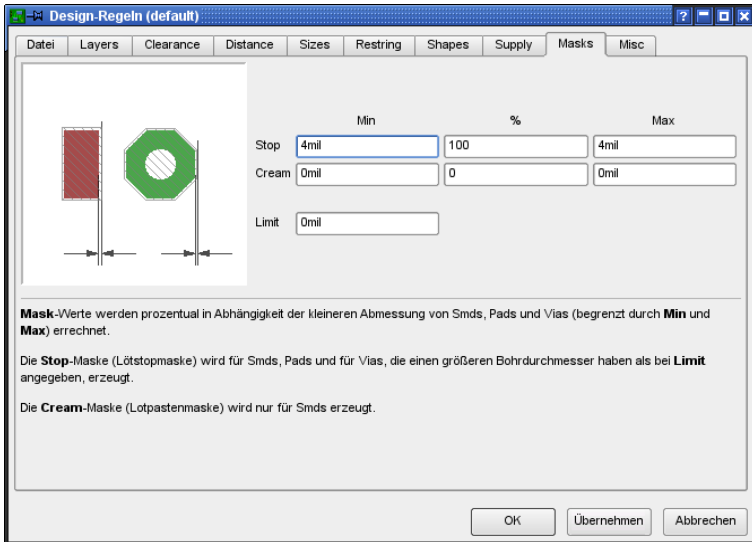 Design-Regeln (default)
Datei Layers Clearance Distance Sizes Restring Shapes Supply Masks Misc
Min % Max
Stop 4mil 100 4mil
Cream 0mil 0 0mil
Limit 0mil
Mask-Werte werden prozentual in Abhängigkeit der kleineren Abmessung von Smds, Pads und Vias (begrenzt durch Min und
Max) errechnet.
Die Stop-Maske (Lötstopmaske) wird für Smds, Pads und für Vias, die einen größeren Bohrdurchmesser haben als bei Limit
angegeben, erzeugt.
Die Cream-Maske (Lotpastenmaske) wird nur für Smds erzeugt.
OK Übernehmen Abbrechen